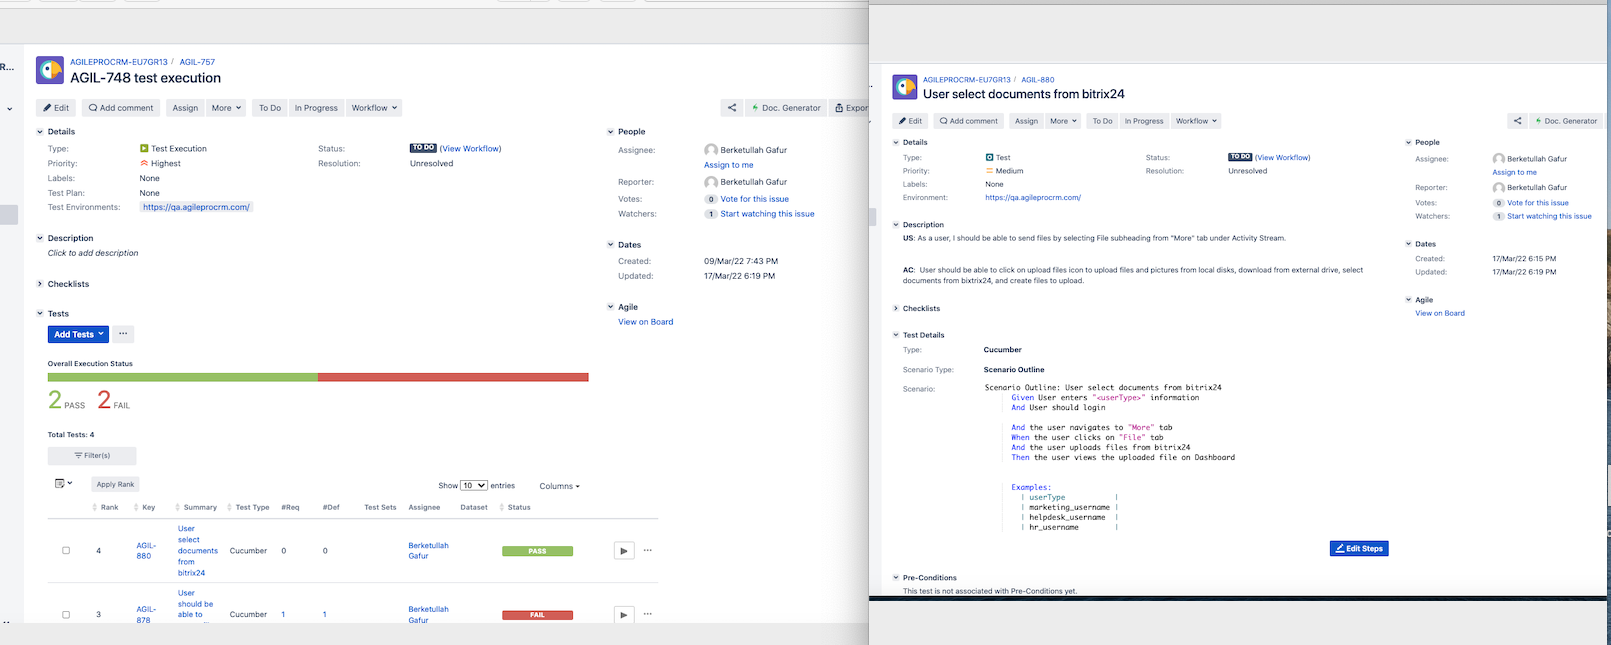 R...
AGILEPROCRM-EU7GR13 / AGIL-757
AGIL-748 test execution
Edit Add comment Assign More To Do In Progress Workflow Doc. Generator Expor
Details
Type: Test Execution Status: TO DO (View Workflow)
Priority: Highest Resolution: Unresolved
Labels: None
Test Plan: None
Test Environments: https://qa.agileprocrm.com/
Description
Click to add description
Checklists
Tests
Add Tests ...
Overall Execution Status
2 PASS 2 FAIL
Total Tests: 4
Filter(s)
Apply Rank Show 10 entries Columns
Rank Key Summary Test Type #Req #Def Test Sets Assignee Dataset Status
4 AGIL-880 User select documents from bitrix24 Cucumber 0 0 Berketullah Gafur PASS ...
3 AGIL-878 User should be able to Cucumber 1 1 Berketullah Gafur FAIL ...
People
Assignee: Berketullah Gafur
Assign to me
Reporter: Berketullah Gafur
Votes: 0 Vote for this issue
Watchers: 1 Start watching this issue
Dates
Created: 09/Mar/22 7:43 PM
Updated: 17/Mar/22 6:19 PM
Agile
View on Board
AGILEPROCRM-EU7GR13 / AGIL-880
User select documents from bitrix24
Edit Add comment Assign More To Do In Progress Workflow Doc. Generator
Details
Type: Test Status: TO DO (View Workflow)
Priority: Medium Resolution: Unresolved
Labels: None
Environment: https://qa.agileprocrm.com/
Description
US: As a user, I should be able to send files by selecting File subheading from "More" tab under Activity Stream.
AC: User should be able to click on upload files icon to upload files and pictures from local disks, download from external drive, select
documents from bixtrix24, and create files to upload.
Checklists
Test Details
Type: Cucumber
Scenario Type: Scenario Outline
Scenario: Scenario Outline: User select documents from bitrix24
Given User enters "<userType>" information
And User should login
And the user navigates to "More" tab
When the user clicks on "File" tab
And the user uploads files from bitrix24
Then the user views the uploaded file on Dashboard
Examples:
| userType |
| marketing_username |
| helpdesk_username |
| hr_username |
Edit Steps
Pre-Conditions
This test is not associated with Pre-Conditions yet.
People
Assignee: Berketullah Gafur
Assign to me
Reporter: Berketullah Gafur
Votes: 0 Vote for this issue
Watchers: 1 Start watching this issue
Dates
Created: 17/Mar/22 6:15 PM
Updated: 17/Mar/22 6:19 PM
Agile
View on Board